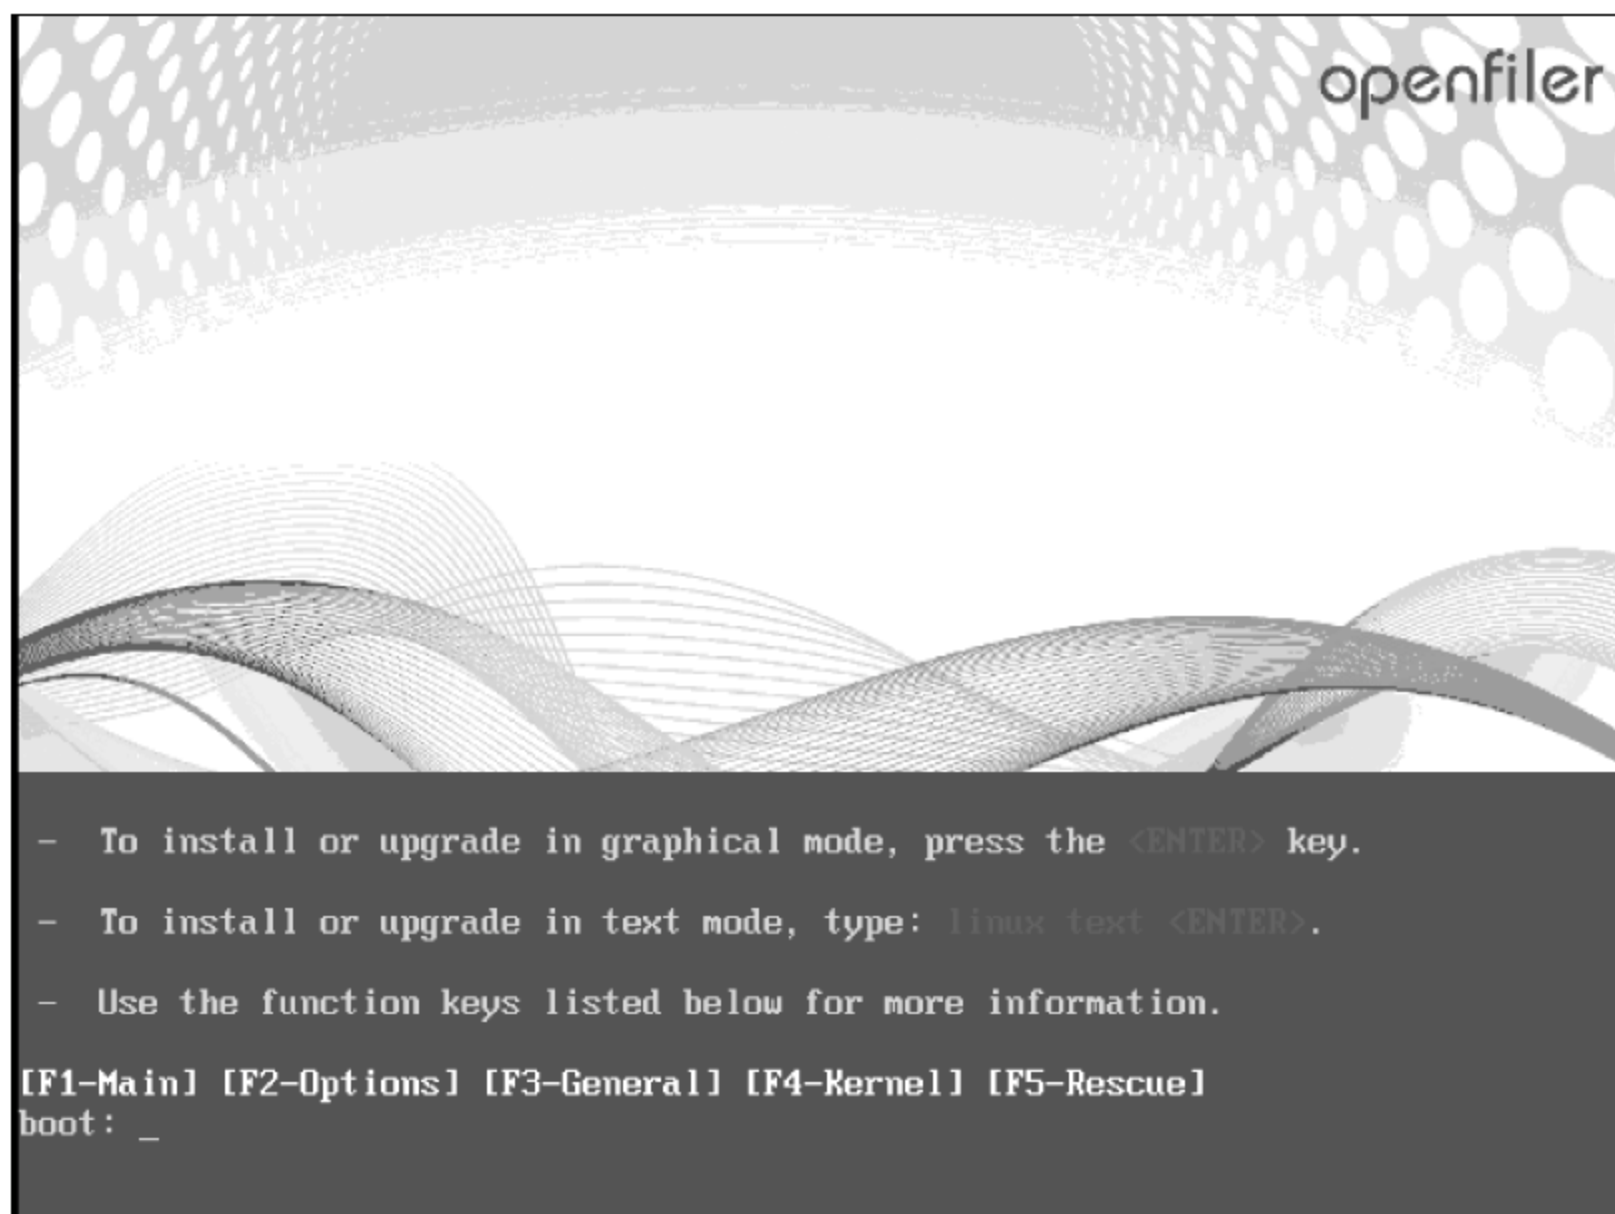 openfiler
- To install or upgrade in graphical mode, press the <ENTER> key.
- To install or upgrade in text mode, type: linux text <ENTER>.
- Use the function keys listed below for more information.
[F1-Main] [F2-Options] [F3-General] [F4-Kernel] [F5-Rescue]
boot: _